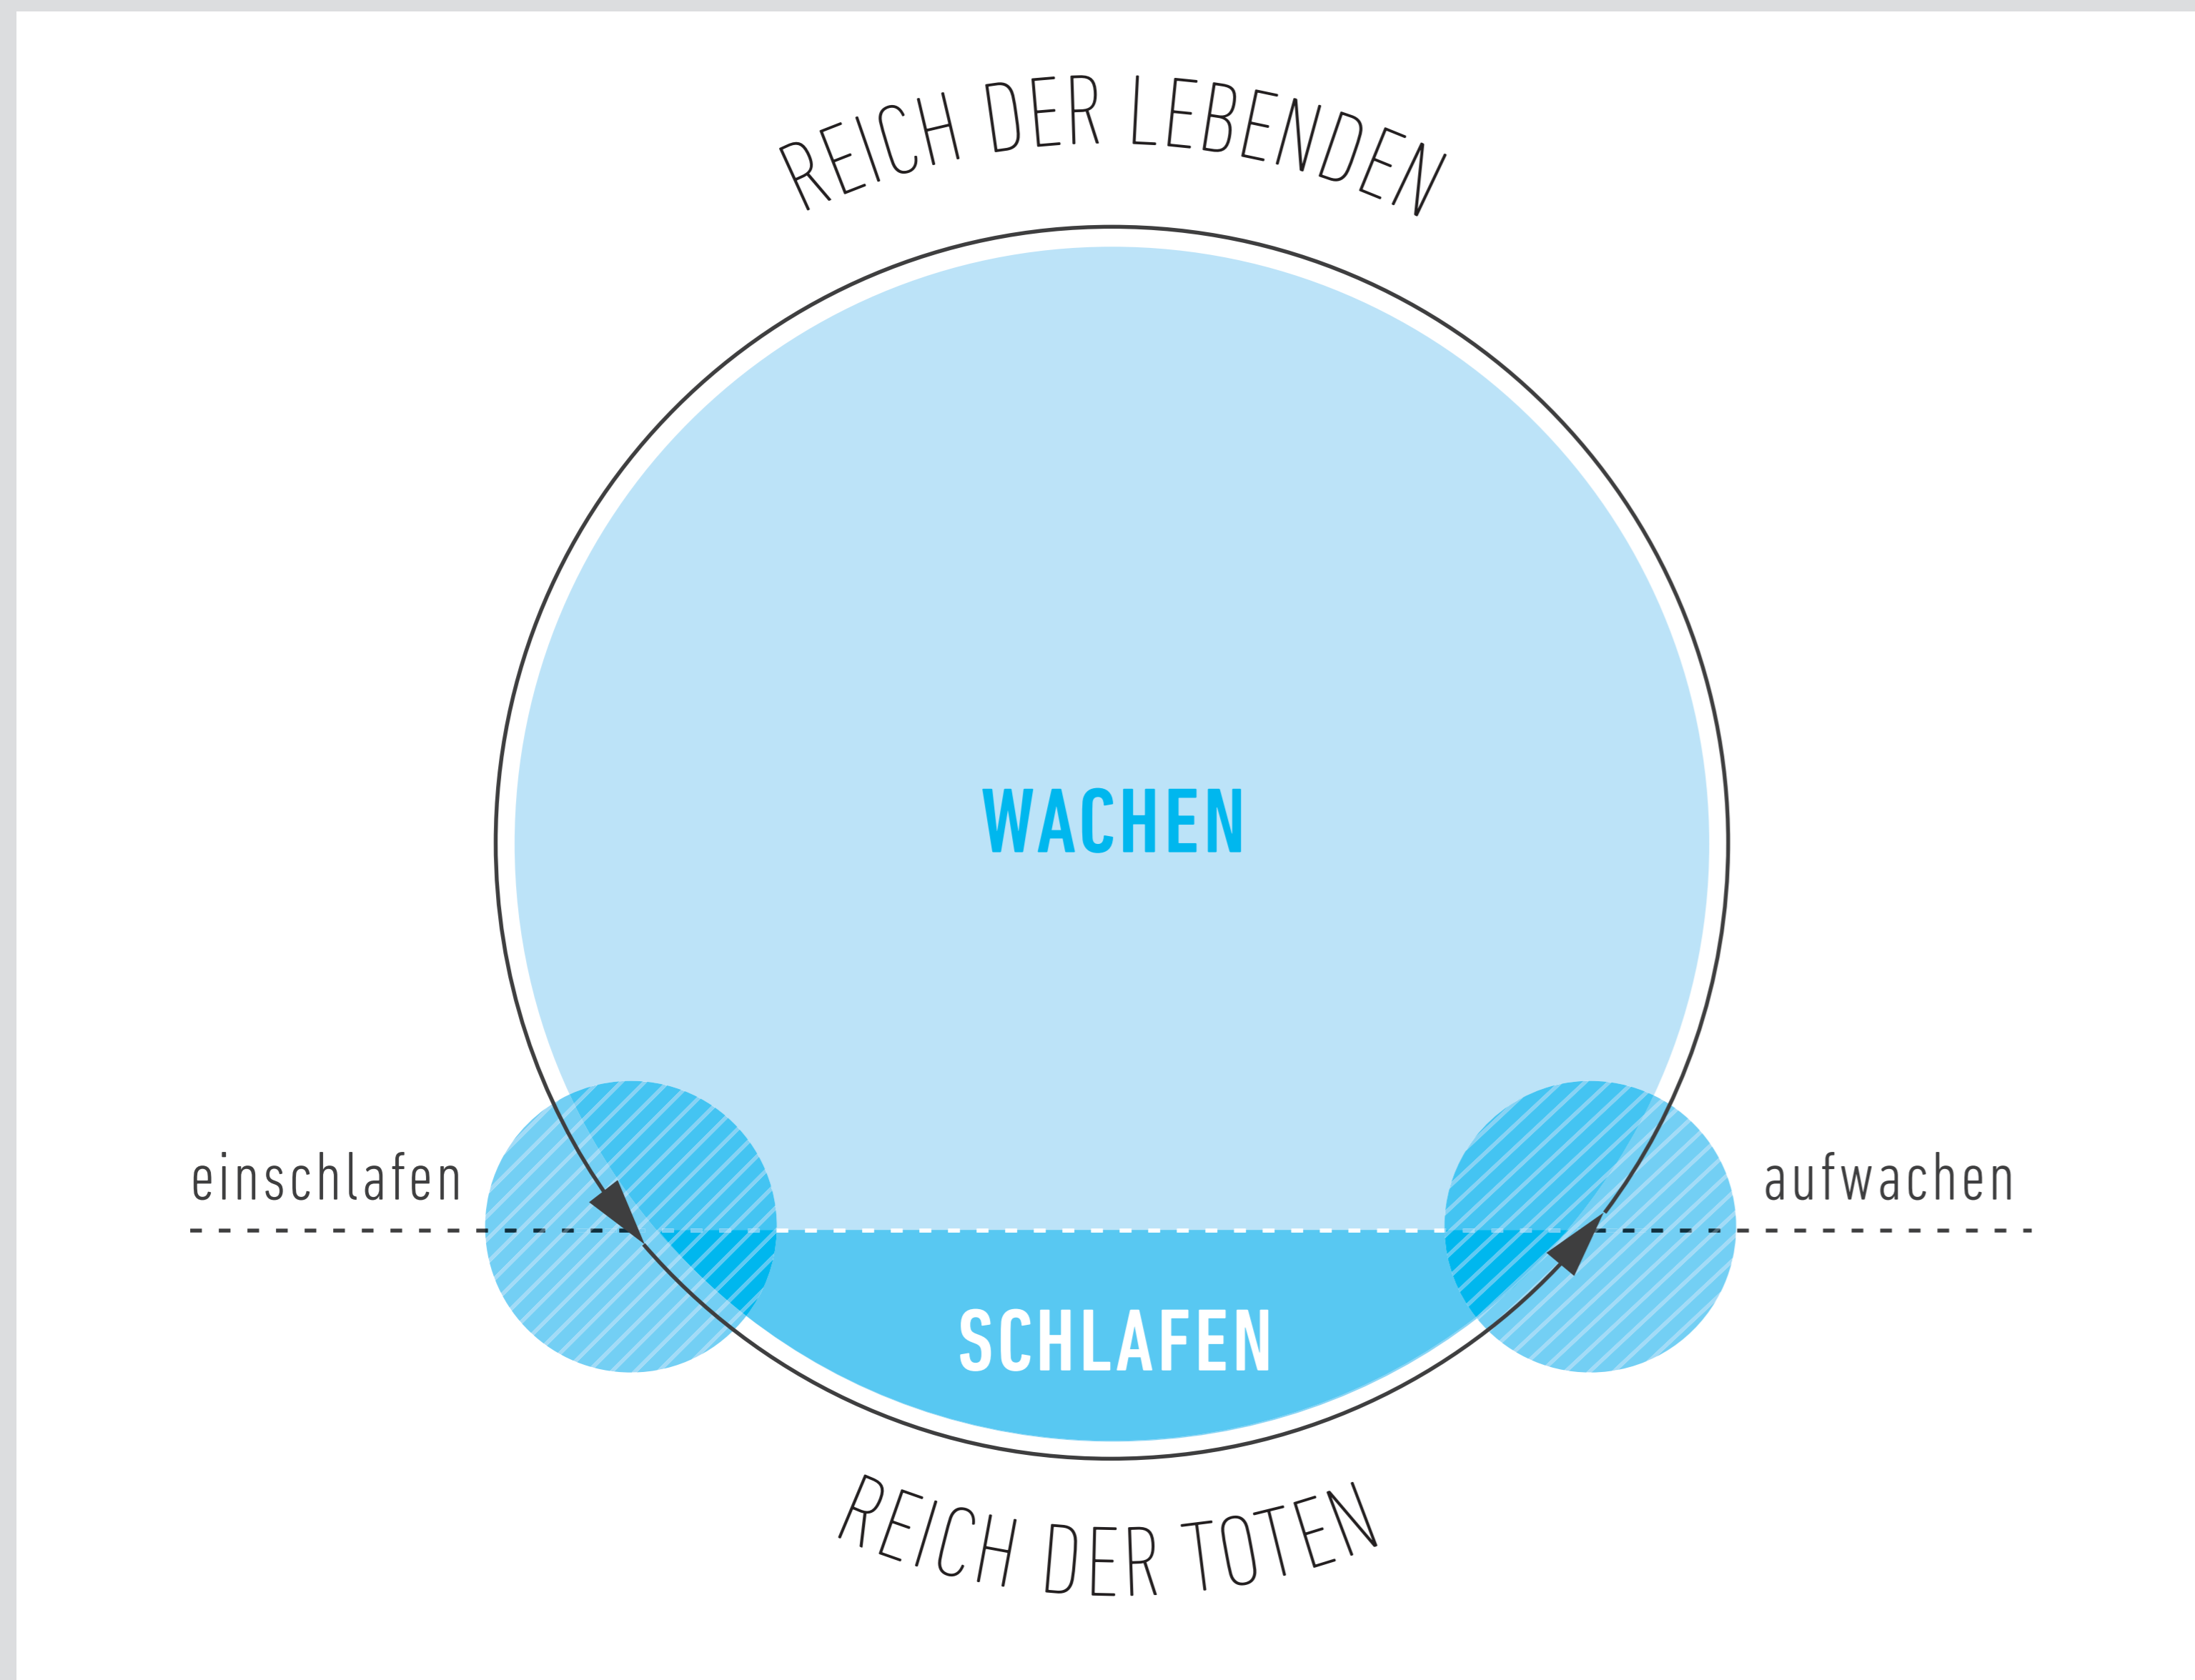 REICH DER LEBENDEN
WACHEN
einschlafen
aufwachen
SCHLAFEN
REICH DER TOTEN